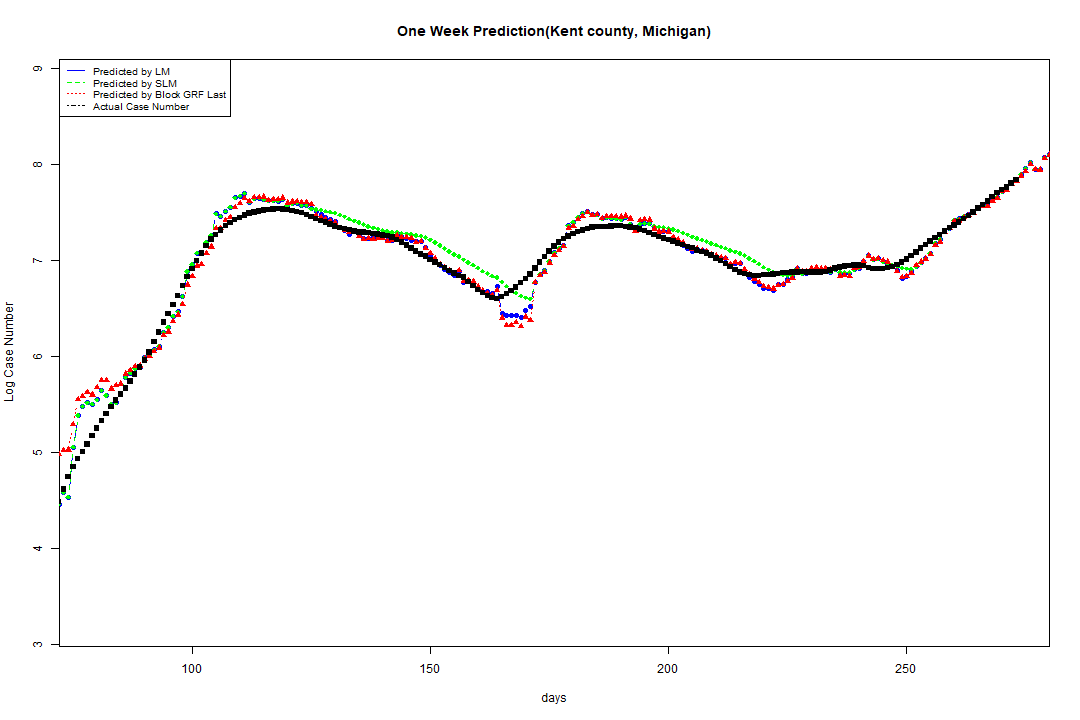 One Week Prediction(Kent county, Michigan)
Predicted by LM
Predicted by SLM
Predicted by Block GRF Last
Actual Case Number
9
8
7
6
5
4
3
Log Case Number
100
150
200
250
days